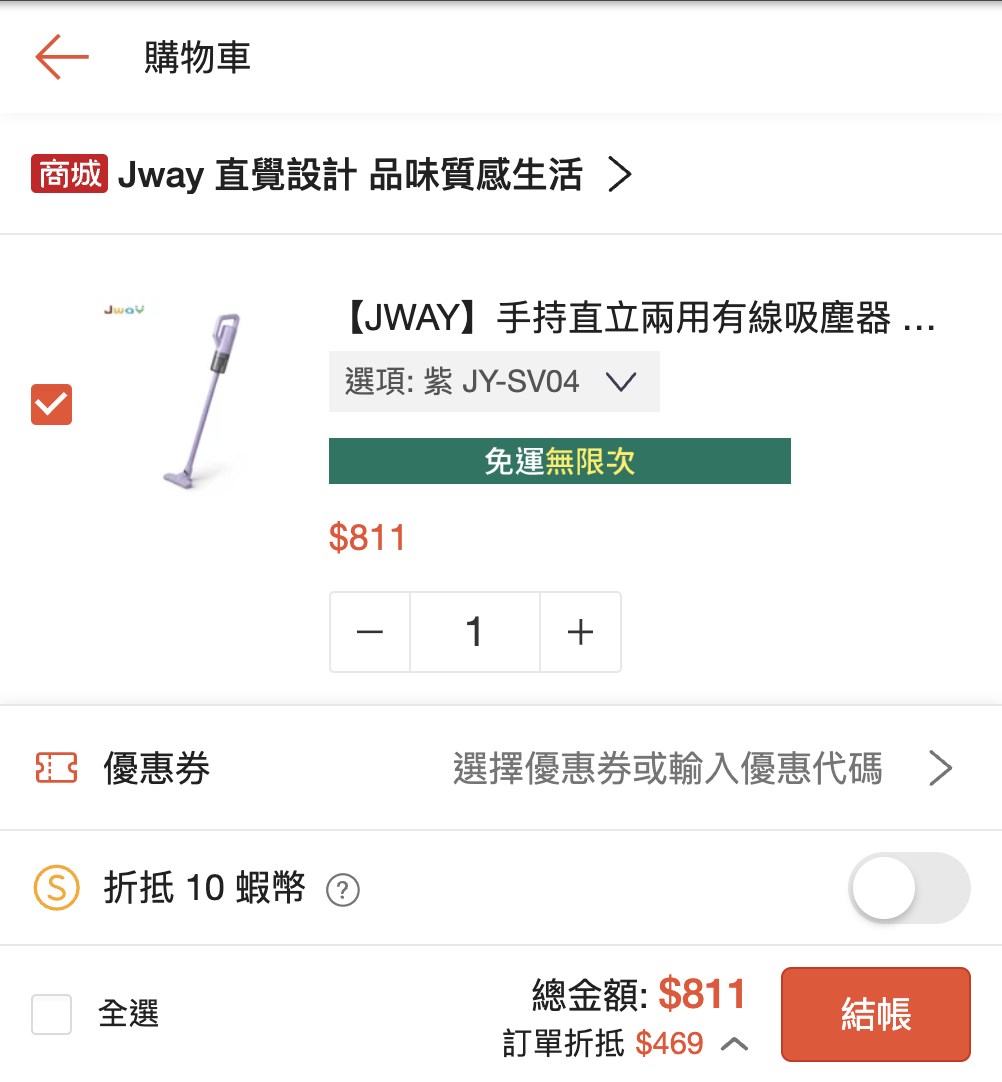 購物車
商城 Jway 直覺設計 品味質感生活
Jway
【JWAY】手持直立兩用有線吸塵器 ...
選項: 紫 JY-SV04
免運無限次
$811
1
優惠券 選擇優惠券或輸入優惠代碼
S 折抵 10 蝦幣 ?
總金額: $811
全選 結帳
訂單折抵 $469